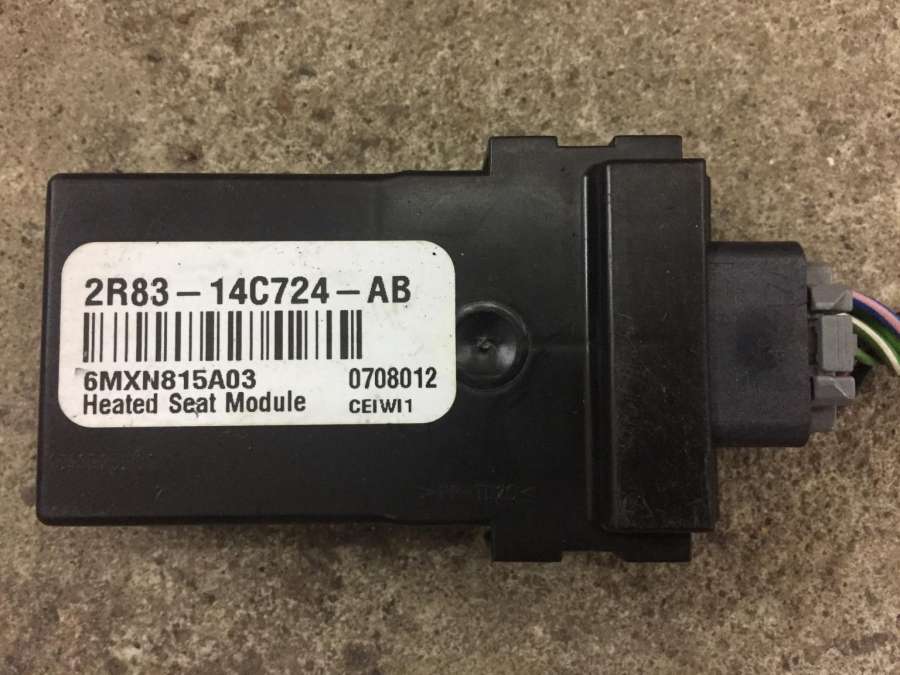 2R83-14C724-AB
6MXN815A03 0708012
Heated Seat Module CEIWI1